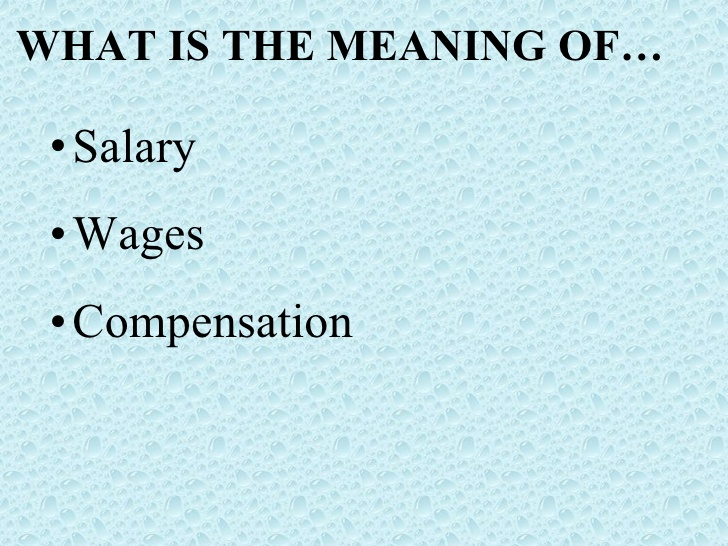 WHAT IS THE MEANING OF…
•Salary
•Wages
•Compensation